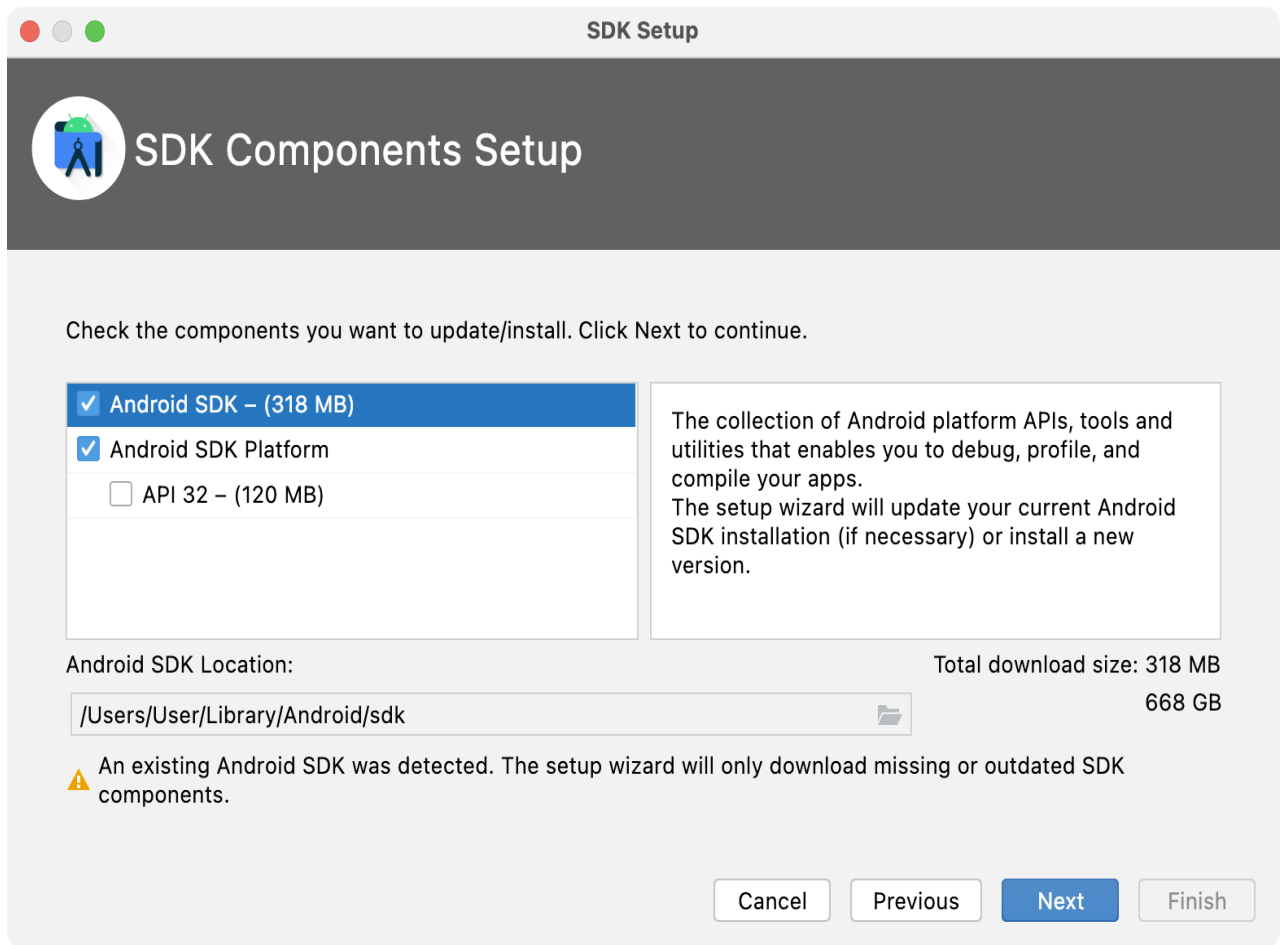 SDK Setup
SDK Components Setup
Check the components you want to update/install. Click Next to continue.
Android SDK – (318 MB)
Android SDK Platform
API 32 – (120 MB)
The collection of Android platform APIs, tools and
utilities that enables you to debug, profile, and
compile your apps.
The setup wizard will update your current Android
SDK installation (if necessary) or install a new
version.
Android SDK Location:
Total download size: 318 MB
/Users/User/Library/Android/sdk
668 GB
An existing Android SDK was detected. The setup wizard will only download missing or outdated SDK
components.
Cancel
Previous
Next
Finish